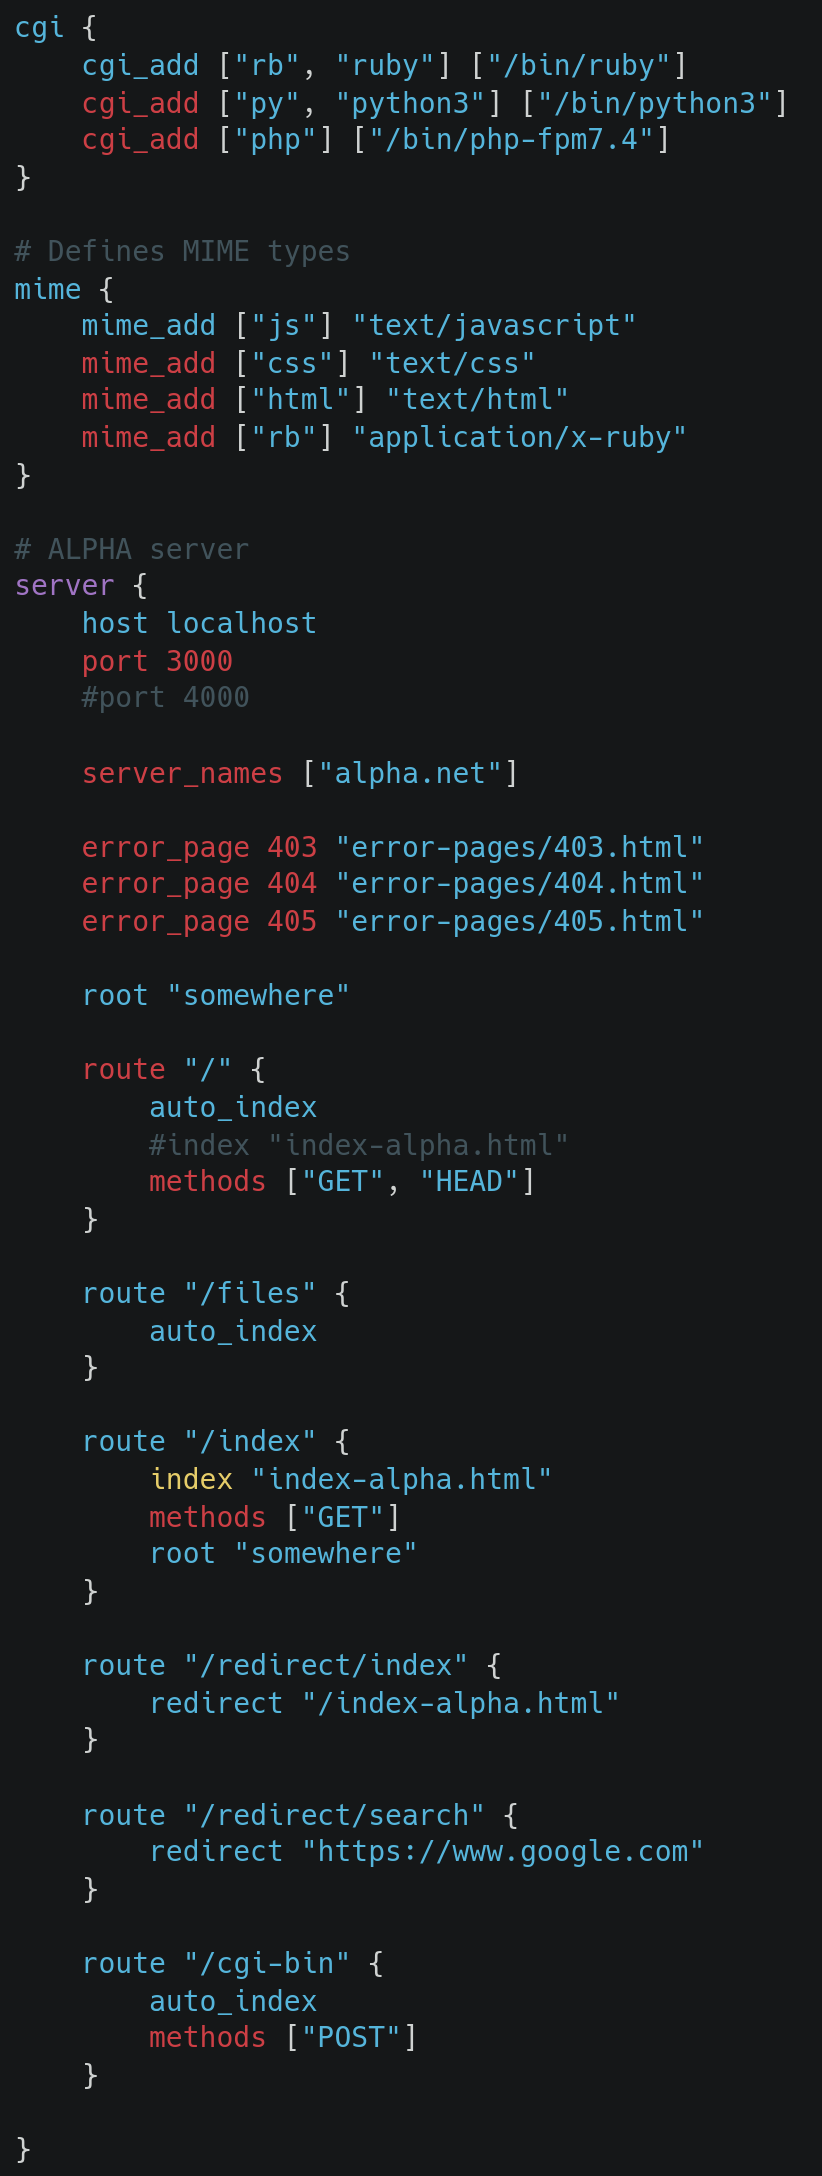 cgi {
    cgi_add ["rb", "ruby"] ["/bin/ruby"]
    cgi_add ["py", "python3"] ["/bin/python3"]
    cgi_add ["php"] ["/bin/php-fpm7.4"]
}

# Defines MIME types
mime {
    mime_add ["js"] "text/javascript"
    mime_add ["css"] "text/css"
    mime_add ["html"] "text/html"
    mime_add ["rb"] "application/x-ruby"
}

# ALPHA server
server {
    host localhost
    port 3000
    #port 4000

    server_names ["alpha.net"]

    error_page 403 "error-pages/403.html"
    error_page 404 "error-pages/404.html"
    error_page 405 "error-pages/405.html"

    root "somewhere"

    route "/" {
        auto_index
        #index "index-alpha.html"
        methods ["GET", "HEAD"]
    }

    route "/files" {
        auto_index
    }

    route "/index" {
        index "index-alpha.html"
        methods ["GET"]
        root "somewhere"
    }

    route "/redirect/index" {
        redirect "/index-alpha.html"
    }

    route "/redirect/search" {
        redirect "https://www.google.com"
    }

    route "/cgi-bin" {
        auto_index
        methods ["POST"]
    }

}